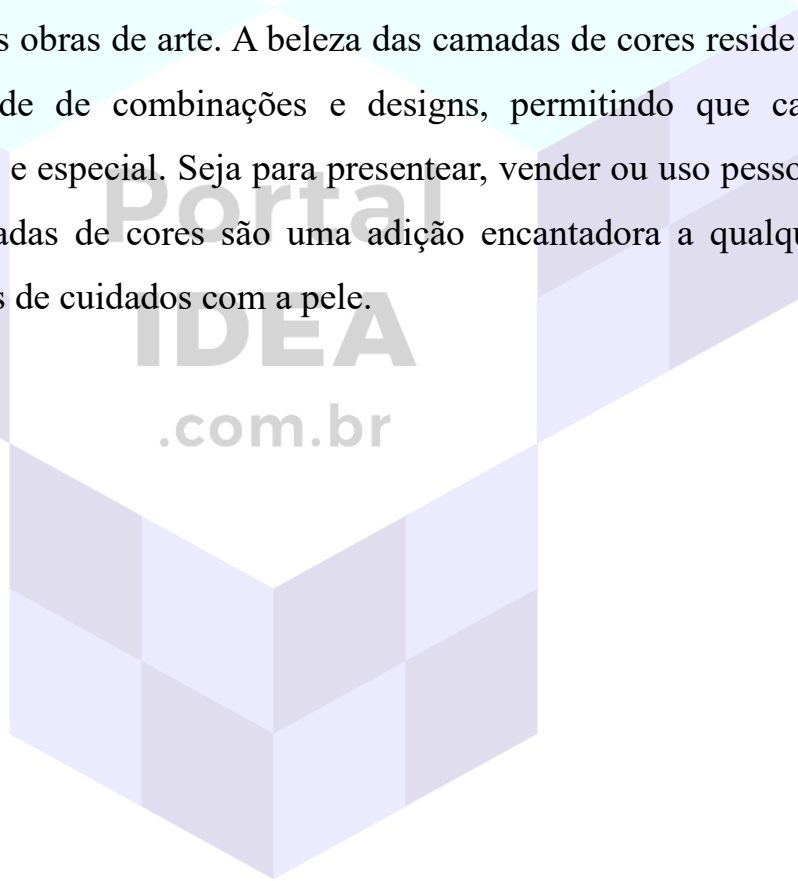 s obras de arte. A beleza das camadas de cores reside
de de combinações e designs, permitindo que ca
e especial. Seja para presentear, vender ou uso pesso
adas de cores são uma adição encantadora a qualqu
s de cuidados com a pele.
Portal
IDEA
.com.br